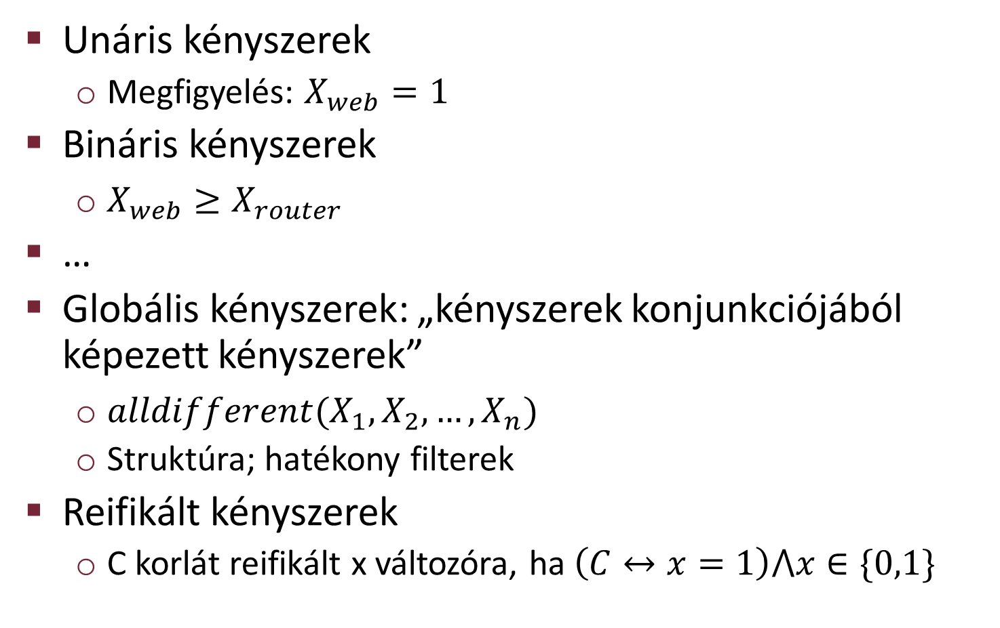 ▪ Unáris kényszerek
○ Megfigyelés: $X_{web} = 1$
▪ Bináris kényszerek
○ $X_{web} \geq X_{router}$
▪ ...
▪ Globális kényszerek: „kényszerek konjunkciójából
képezett kényszerek”
○ $alldifferent(X_1, X_2, \ldots, X_n)$
○ Struktúra; hatékony filterek
▪ Reifikált kényszerek
○ C korlát reifikált x változóra, ha $(C \leftrightarrow x = 1) \bigwedge x \in \{0,1\}$